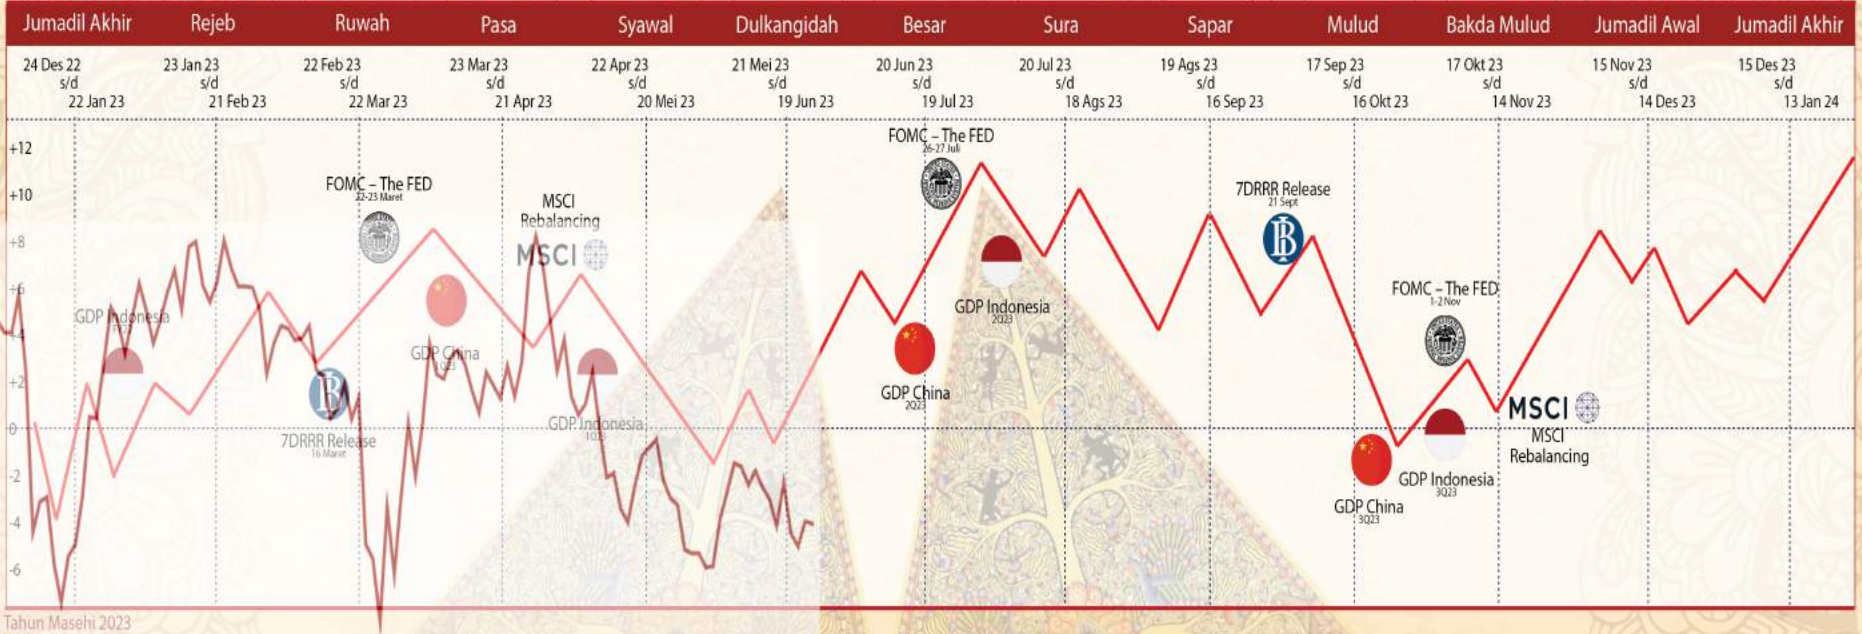 Jumadil Akhir
Rejeb
Ruwah
Pasa
Syawal
Dulkangidah
Besar
Sura
Sapar
Mulud
Bakda Mulud
Jumadil Awal
Jumadil Akhir
24 Des 22
s/d
22 Jan 23
23 Jan 23
s/d
21 Feb 23
22 Feb 23
s/d
22 Mar 23
23 Mar 23
s/d
21 Apr 23
22 Apr 23
s/d
20 Mei 23
21 Mei 23
s/d
19 Jun 23
20 Jun 23
s/d
19 Jul 23
20 Jul 23
s/d
18 Ags 23
19 Ags 23
s/d
16 Sep 23
17 Sep 23
s/d
16 Okt 23
17 Okt 23
s/d
14 Nov 23
15 Nov 23
s/d
14 Des 23
15 Des 23
s/d
13 Jan 24
+12
+10
+8
+6
+4
+2
0
-2
-4
-6
GDP Indonesia
FOMC – The FED
22-23 Maret
7DRRR Release
16 Maret
GDP China
1Q23
MSCI
Rebalancing
MSCI
GDP Indonesia
1Q23
FOMC – The FED
26-27 Juli
GDP China
2Q23
GDP Indonesia
2Q23
7DRRR Release
21 Sept
FOMC – The FED
1-2 Nov
GDP China
3Q23
GDP Indonesia
3Q23
MSCI
MSCI
Rebalancing
Tahun Masehi 2023